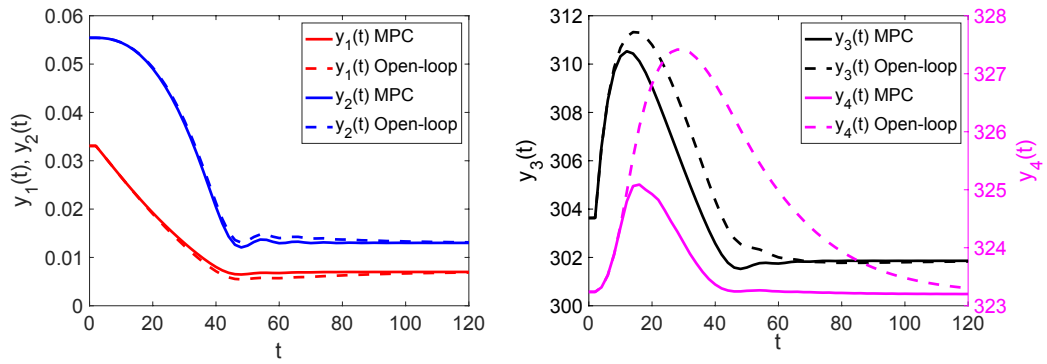 0.06
0.05
0.04
0.03
0.02
0.01
0
y₁(t), y₂(t)
0 20 40 60 80 100 120
t
y₁(t) MPC
y₁(t) Open-loop
y₂(t) MPC
y₂(t) Open-loop
312
310
308
306
304
302
300
y₃(t)
0 20 40 60 80 100 120
t
y₃(t) MPC
y₃(t) Open-loop
y₄(t) MPC
y₄(t) Open-loop
328
327
326
325
324
323
y₄(t)